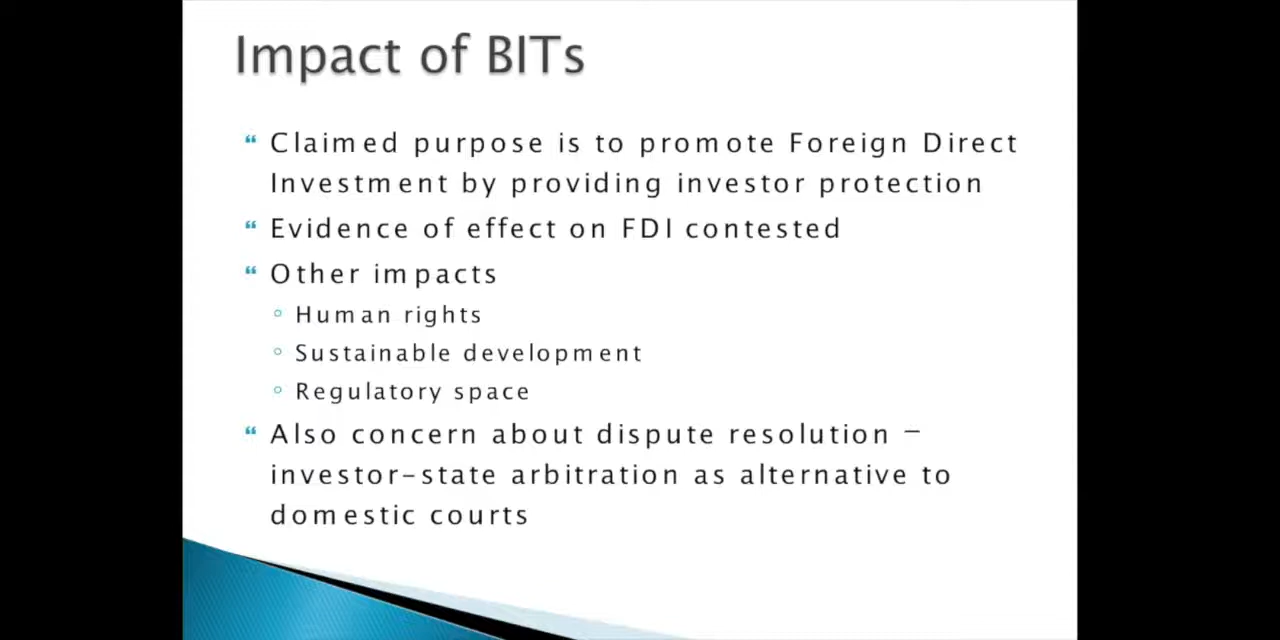 Impact of BITs
“ Claimed purpose is to promote Foreign Direct
Investment by providing investor protection
“ Evidence of effect on FDI contested
“ Other impacts
◦ Human rights
◦ Sustainable development
◦ Regulatory space
“ Also concern about dispute resolution –
investor-state arbitration as alternative to
domestic courts